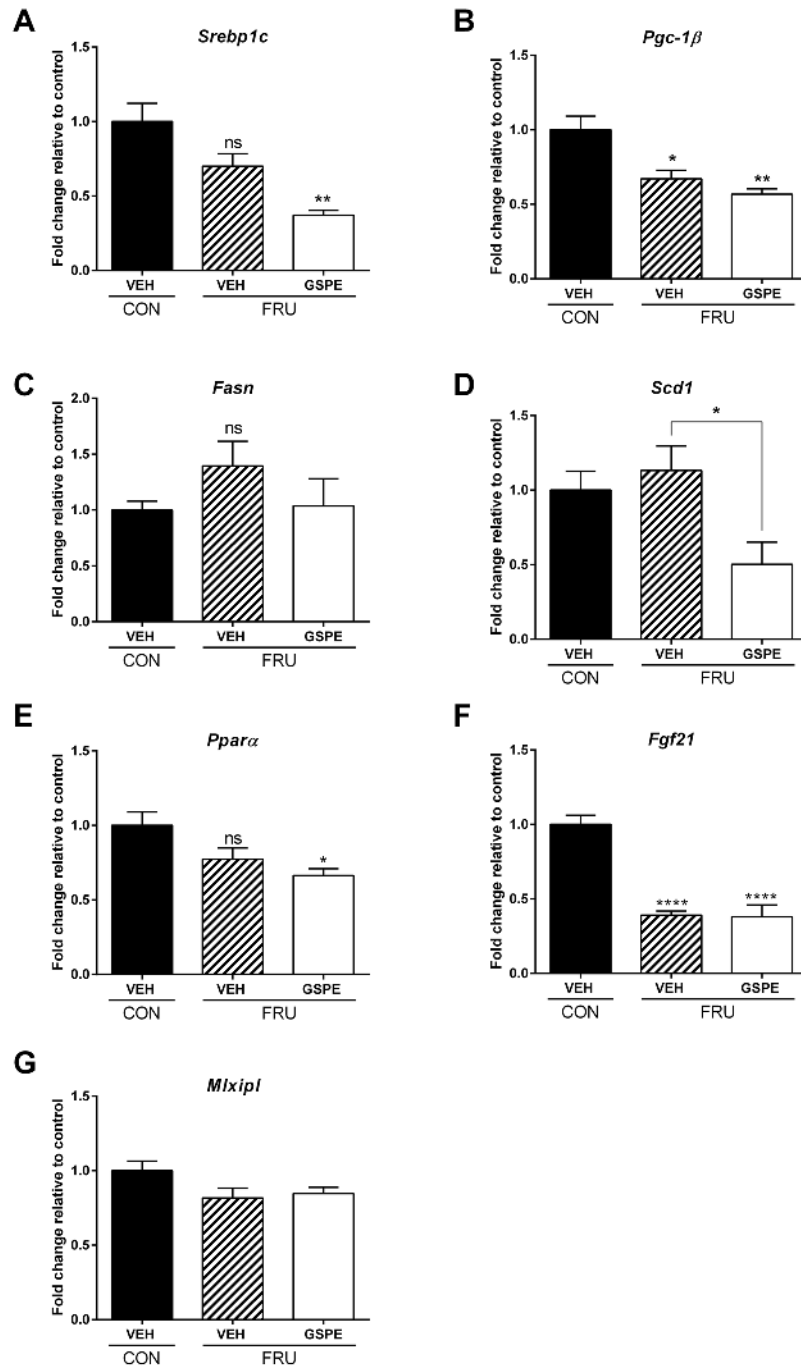 A
Srebp1c
Fold change relative to control
1.5
1.0
0.5
0.0
ns
**
VEH VEH GSPE
CON FRU
B
Pgc-1β
Fold change relative to control
1.5
1.0
0.5
0.0
*
**
VEH VEH GSPE
CON FRU
C
Fasn
Fold change relative to control
2.0
1.5
1.0
0.5
0.0
ns
VEH VEH GSPE
CON FRU
D
Scd1
Fold change relative to control
1.5
1.0
0.5
0.0
*
VEH VEH GSPE
CON FRU
E
Pparα
Fold change relative to control
1.5
1.0
0.5
0.0
ns
*
VEH VEH GSPE
CON FRU
F
Fgf21
Fold change relative to control
1.5
1.0
0.5
0.0
**** ****
VEH VEH GSPE
CON FRU
G
Mlxipl
Fold change relative to control
1.5
1.0
0.5
0.0
VEH VEH GSPE
CON FRU